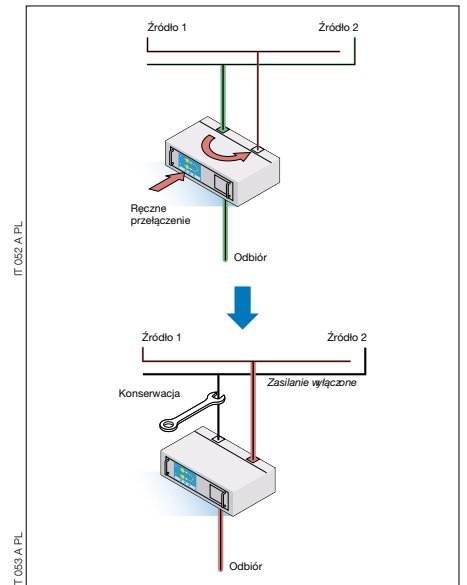 Źródło 1
Źródło 2
Ręczne
przełączenie
Odbiór
IT 052 A PL
Źródło 1
Źródło 2
Zasilanie wyłączone
Konserwacja
Odbiór
IT 053 A PL